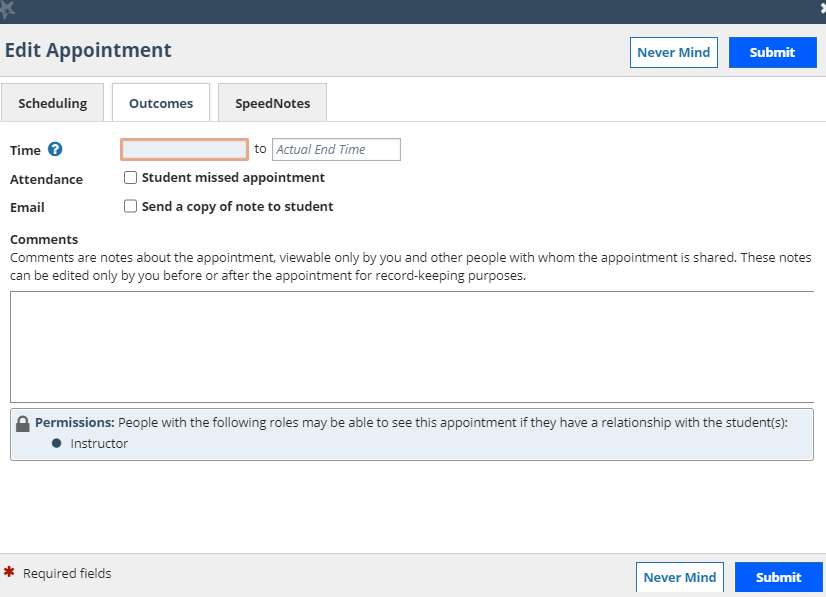 Edit Appointment
Never Mind
Submit
Scheduling
Outcomes
SpeedNotes
Time ?
to
Actual End Time
Attendance
Student missed appointment
Email
Send a copy of note to student
Comments
Comments are notes about the appointment, viewable only by you and other people with whom the appointment is shared. These notes
can be edited only by you before or after the appointment for record-keeping purposes.
Permissions: People with the following roles may be able to see this appointment if they have a relationship with the student(s):
Instructor
* Required fields
Never Mind
Submit